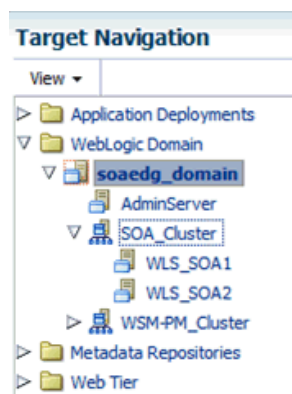 Target Navigation
View
Application Deployments
WebLogic Domain
soaedg_domain
AdminServer
SOA_Cluster
WLS_SOA1
WLS_SOA2
WSM-PM_Cluster
Metadata Repositories
Web Tier